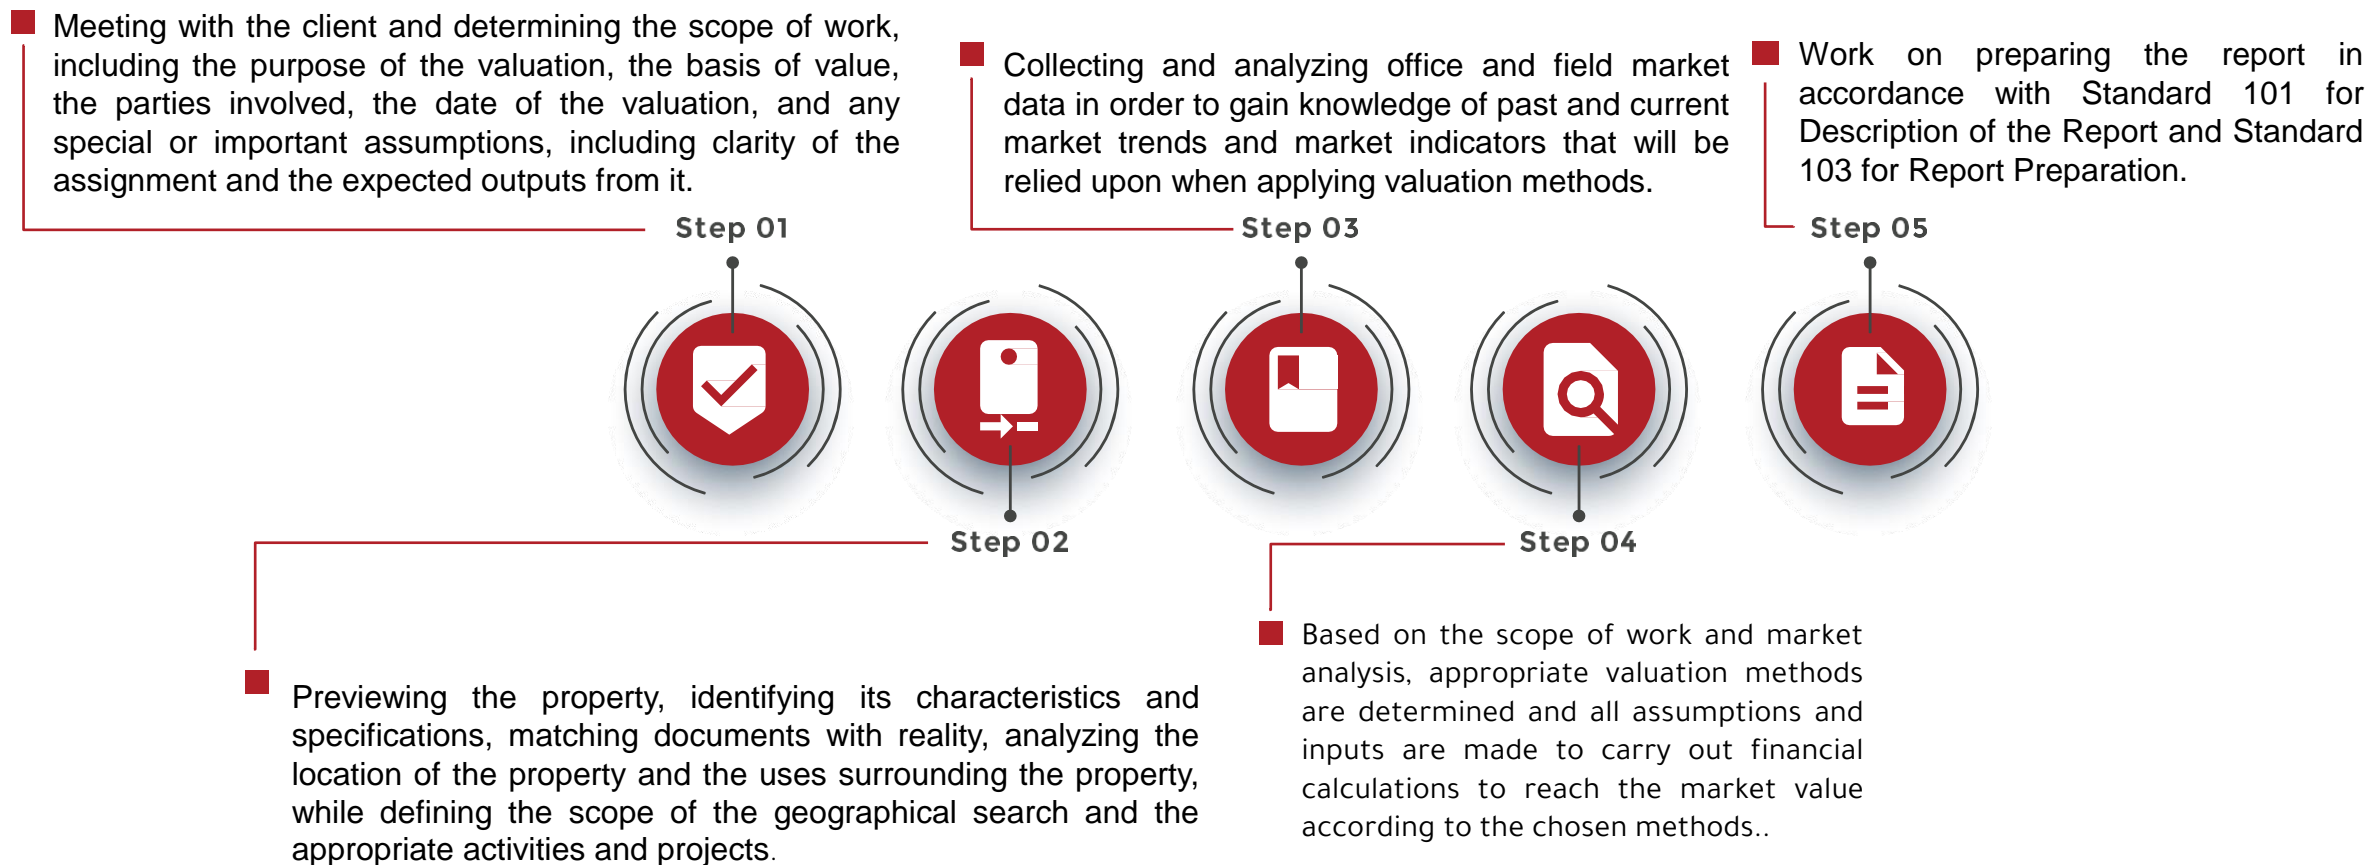 Meeting with the client and determining the scope of work,
including the purpose of the valuation, the basis of value,
the parties involved, the date of the valuation, and any
special or important assumptions, including clarity of the
assignment and the expected outputs from it.
Step 01
Previewing the property, identifying its characteristics and
specifications, matching documents with reality, analyzing the
location of the property and the uses surrounding the property,
while defining the scope of the geographical search and the
appropriate activities and projects.
Step 02
Collecting and analyzing office and field market
data in order to gain knowledge of past and current
market trends and market indicators that will be
relied upon when applying valuation methods.
Step 03
Based on the scope of work and market
analysis, appropriate valuation methods
are determined and all assumptions and
inputs are made to carry out financial
calculations to reach the market value
according to the chosen methods..
Step 04
Work on preparing the report in
accordance with Standard 101 for
Description of the Report and Standard
103 for Report Preparation.
Step 05